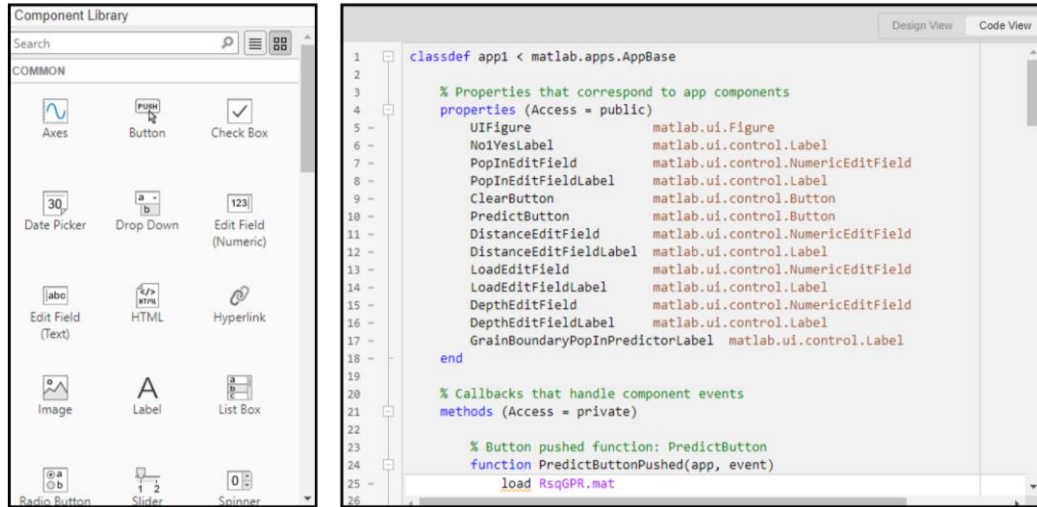 Component Library
Search
COMMON
Axes
Button
Check Box
PUSH
Date Picker
Drop Down
Edit Field
(Numeric)
30
a
b
123
Edit Field
(Text)
HTML
Hyperlink
abc
</>
HTML
Image
Label
List Box
A
a
b
c
Radio Button
Slider
Spinner
a
b
1 2
0
Design View
Code View
1 classdef app1 < matlab.apps.AppBase
2
3 % Properties that correspond to app components
4 properties (Access = public)
5 - UIFigure matlab.ui.Figure
6 - No1YesLabel matlab.ui.control.Label
7 - PopInEditField matlab.ui.control.NumericEditField
8 - PopInEditFieldLabel matlab.ui.control.Label
9 - ClearButton matlab.ui.control.Button
10 - PredictButton matlab.ui.control.Button
11 - DistanceEditField matlab.ui.control.NumericEditField
12 - DistanceEditFieldLabel matlab.ui.control.Label
13 - LoadEditField matlab.ui.control.NumericEditField
14 - LoadEditFieldLabel matlab.ui.control.Label
15 - DepthEditField matlab.ui.control.NumericEditField
16 - DepthEditFieldLabel matlab.ui.control.Label
17 - GrainBoundaryPopInPredictorLabel matlab.ui.control.Label
18 - end
19
20 % Callbacks that handle component events
21 methods (Access = private)
22
23 % Button pushed function: PredictButton
24 function PredictButtonPushed(app, event)
25 - load RsqGPR.mat
26